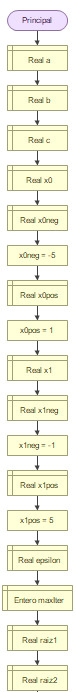 Principal
Real a
Real b
Real c
Real x0
Real x0neg
x0neg = -5
Real x0pos
x0pos = 1
Real x1
Real x1neg
x1neg = -1
Real x1pos
x1pos = 5
Real epsilon
Entero maxIter
Real raiz1
Real raiz2